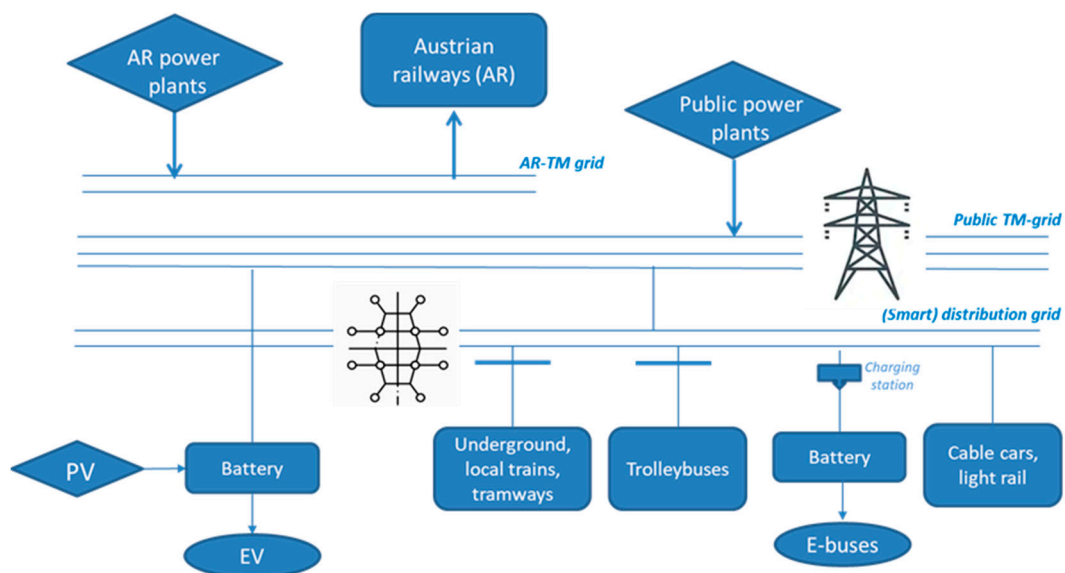 AR power
plants
Austrian
railways (AR)
Public power
plants
AR-TM grid
Public TM-grid
(Smart) distribution grid
Charging
station
PV
Battery
Underground,
local trains,
tramways
Trolleybuses
Battery
Cable cars,
light rail
EV
E-buses